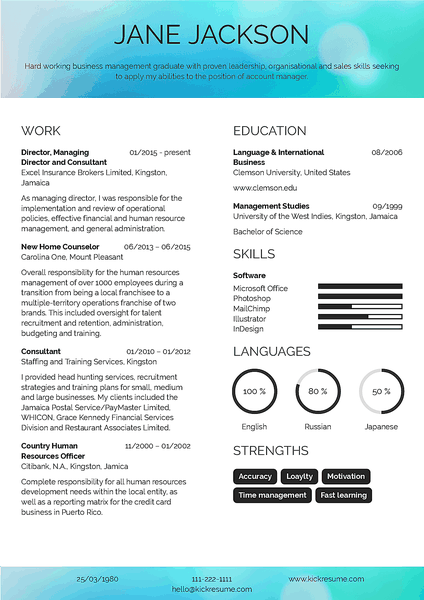 JANE JACKSON
Hard working business management graduate with proven leadership, organisational and sales skills seeking
to apply my abilities to the position of account manager.
WORK
Director, Managing 01/2015 - present
Director and Consultant
Excel Insurance Brokers Limited, Kingston,
Jamaica
As managing director, I was responsible for the
implementation and review of operational
policies, effective financial and human resource
management, and general administration.
New Home Counselor 06/2013 – 06/2015
Carolina One, Mount Pleasant
Overall responsibility for the human resources
management of over 1000 employees during a
transition from being a local franchisee to a
multiple-territory operations franchise of two
brands. This included oversight for talent
recruitment and retention, administration,
budgeting and training.
Consultant 01/2010 – 01/2012
Staffing and Training Services, Kingston
I provided head hunting services, recruitment
strategies and training plans for small, medium
and large businesses. My clients included the
Jamaica Postal Service/PayMaster Limited,
WHICON, Grace Kennedy Financial Services
Division and Restaurant Associates Limited.
Country Human 11/2000 – 01/2002
Resources Officer
Citibank, N.A., Kingston, Jamica
Complete responsibility for all human resources
development needs within the local entity, as
well as a reporting matrix for the credit card
business in Puerto Rico.
EDUCATION
Language & International 08/2006
Business
Clemson University, United States
www.clemson.edu
Management Studies 09/1999
University of the West Indies, Kingston, Jamaica
Bachelor of Science
SKILLS
Software
Microsoft Office
Photoshop
MailChimp
Illustrator
InDesign
LANGUAGES
100 % 80 % 50 %
English Russian Japanese
STRENGTHS
Accuracy Loaylty Motivation
Time management Fast learning
25/03/1980 111-222-1111 www.kickresume.com
hello@kickresume.com